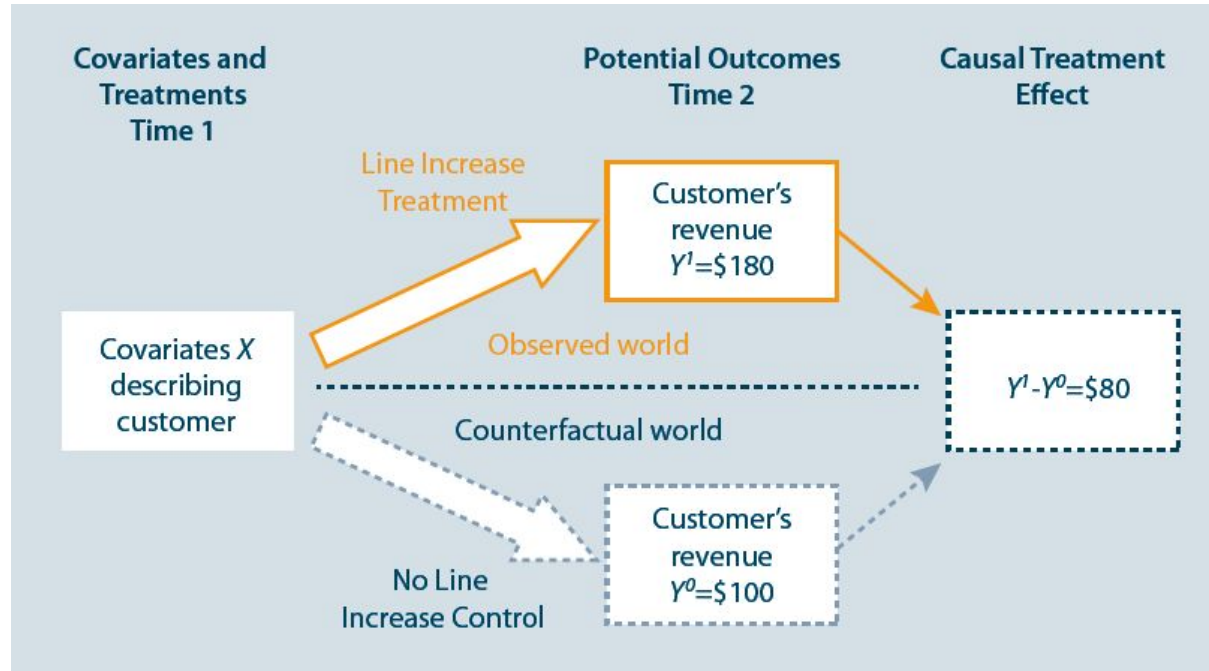 Covariates and
Treatments
Time 1
Potential Outcomes
Time 2
Causal Treatment
Effect
Line Increase
Treatment
Customer's
revenue
Y¹=$180
Observed world
Covariates X
describing
customer
Y¹-Y⁰=$80
Counterfactual world
Customer's
revenue
Y⁰=$100
No Line
Increase Control